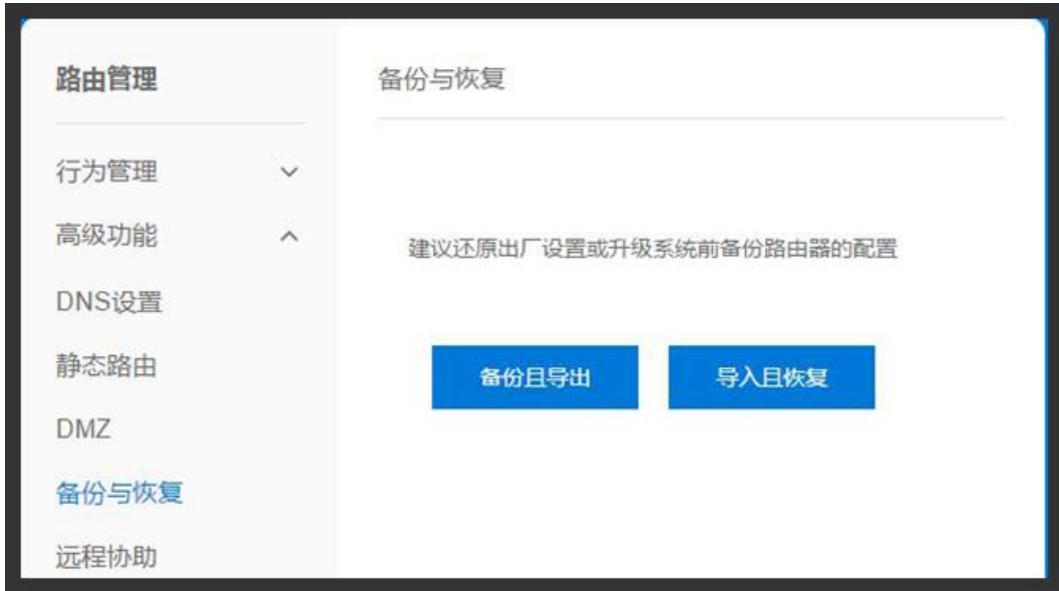 路由管理
行为管理
高级功能
DNS设置
静态路由
DMZ
备份与恢复
远程协助
备份与恢复
建议还原出厂设置或升级系统前备份路由器的配置
备份且导出
导入且恢复